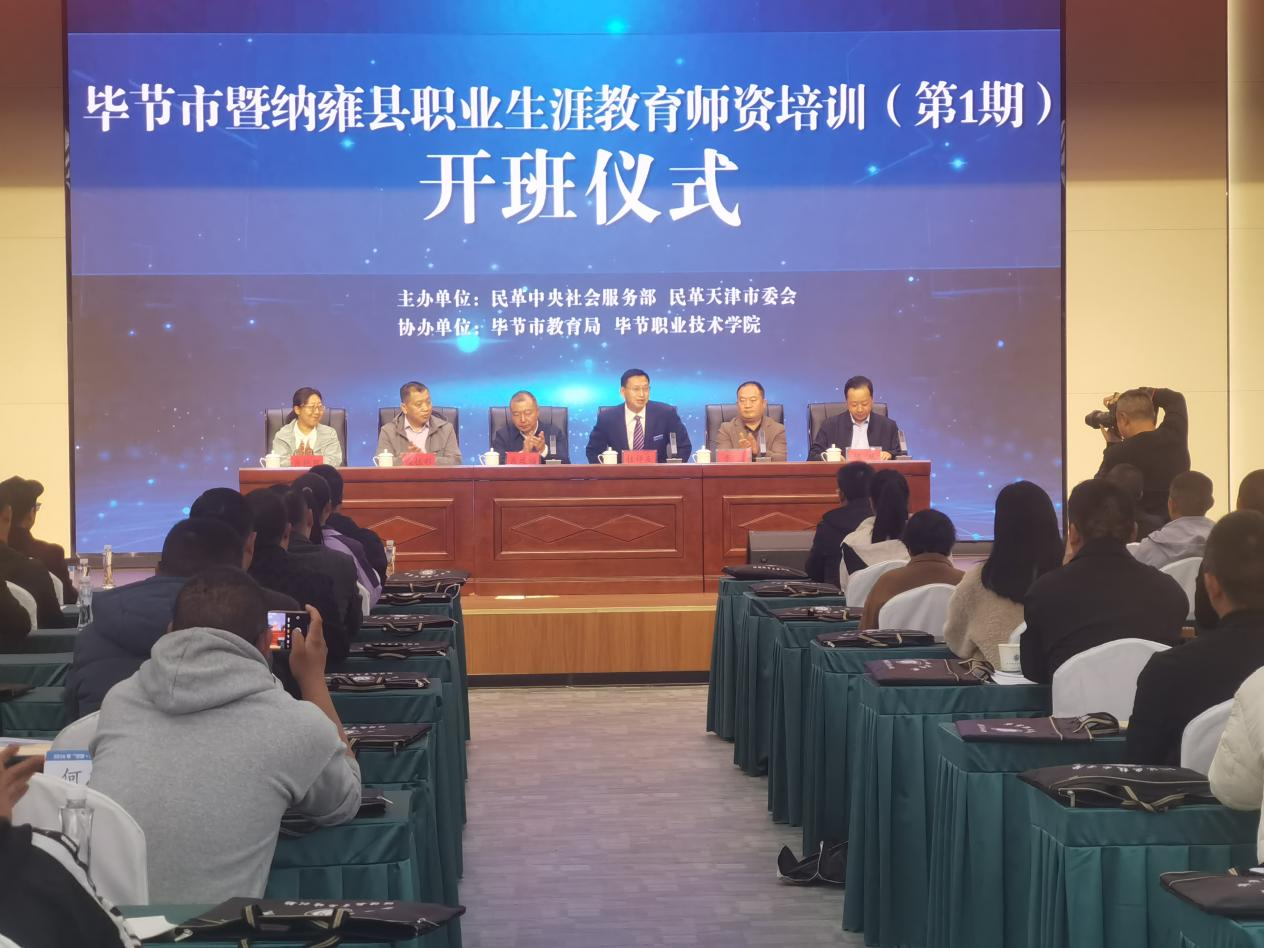 毕节市暨纳雍县职业生涯教育师资培训（第1期）
开班仪式
主办单位：民革中央社会服务部 民革天津市委会
协办单位：毕节市教育局 毕节职业技术学院
何